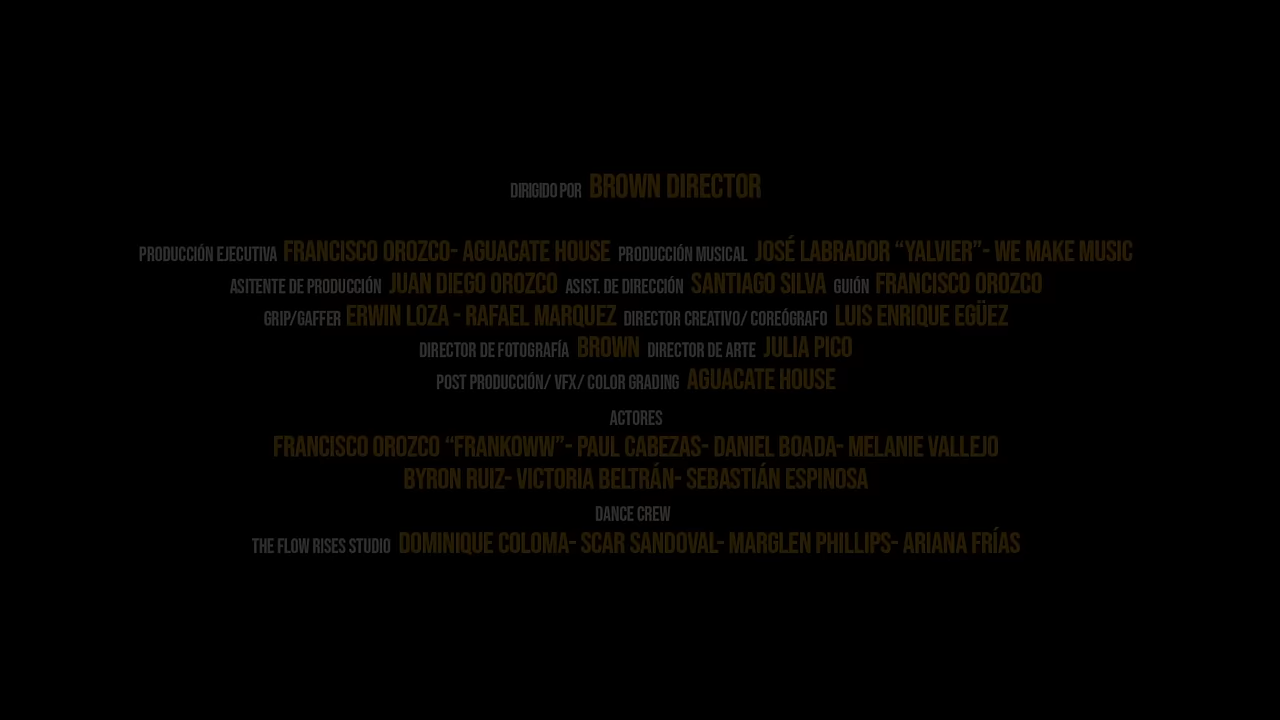 DIRIGIDO POR BROWN DIRECTOR
PRODUCCIÓN EJECUTIVA FRANCISCO OROZCO- AGUACATE HOUSE PRODUCCIÓN MUSICAL JOSÉ LABRADOR “YALVIER”- WE MAKE MUSIC
ASITENTE DE PRODUCCIÓN JUAN DIEGO OROZCO ASIST. DE DIRECCIÓN SANTIAGO SILVA GUIÓN FRANCISCO OROZCO
GRIP/GAFFER ERWIN LOZA - RAFAEL MARQUEZ DIRECTOR CREATIVO/ COREÓGRAFO LUIS ENRIQUE EGÜEZ
DIRECTOR DE FOTOGRAFÍA BROWN DIRECTOR DE ARTE JULIA PICO
POST PRODUCCIÓN/ VFX/ COLOR GRADING AGUACATE HOUSE
ACTORES
FRANCISCO OROZCO “FRANKOWW”- PAUL CABEZAS- DANIEL BOADA- MELANIE VALLEJO
BYRON RUIZ- VICTORIA BELTRÁN- SEBASTIÁN ESPINOSA
DANCE CREW
THE FLOW RISES STUDIO DOMINIQUE COLOMA- SCAR SANDOVAL- MARGLEN PHILLIPS- ARIANA FRÍAS